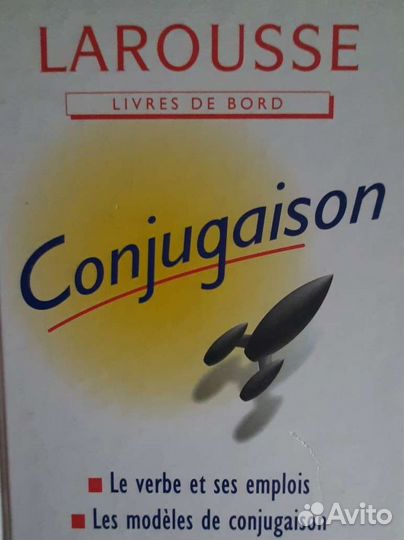 LAROUSSE
LIVRES DE BORD
Conjugaison
■ Le verbe et ses emplois
■ Les modèles de conjugaison
Avito